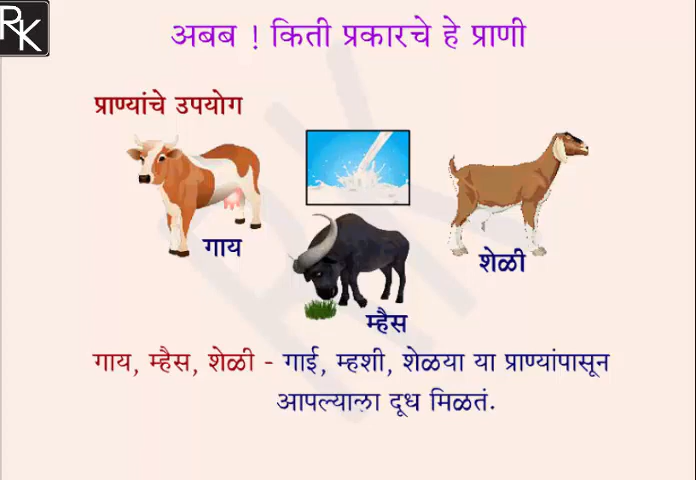 RK
अबब ! किती प्रकारचे हे प्राणी
प्राण्यांचे उपयोग
गाय
शेळी
म्हैस
गाय, म्हैस, शेळी - गाई, म्हशी, शेळया या प्राण्यांपासून
आपल्याला दूध मिळतं.